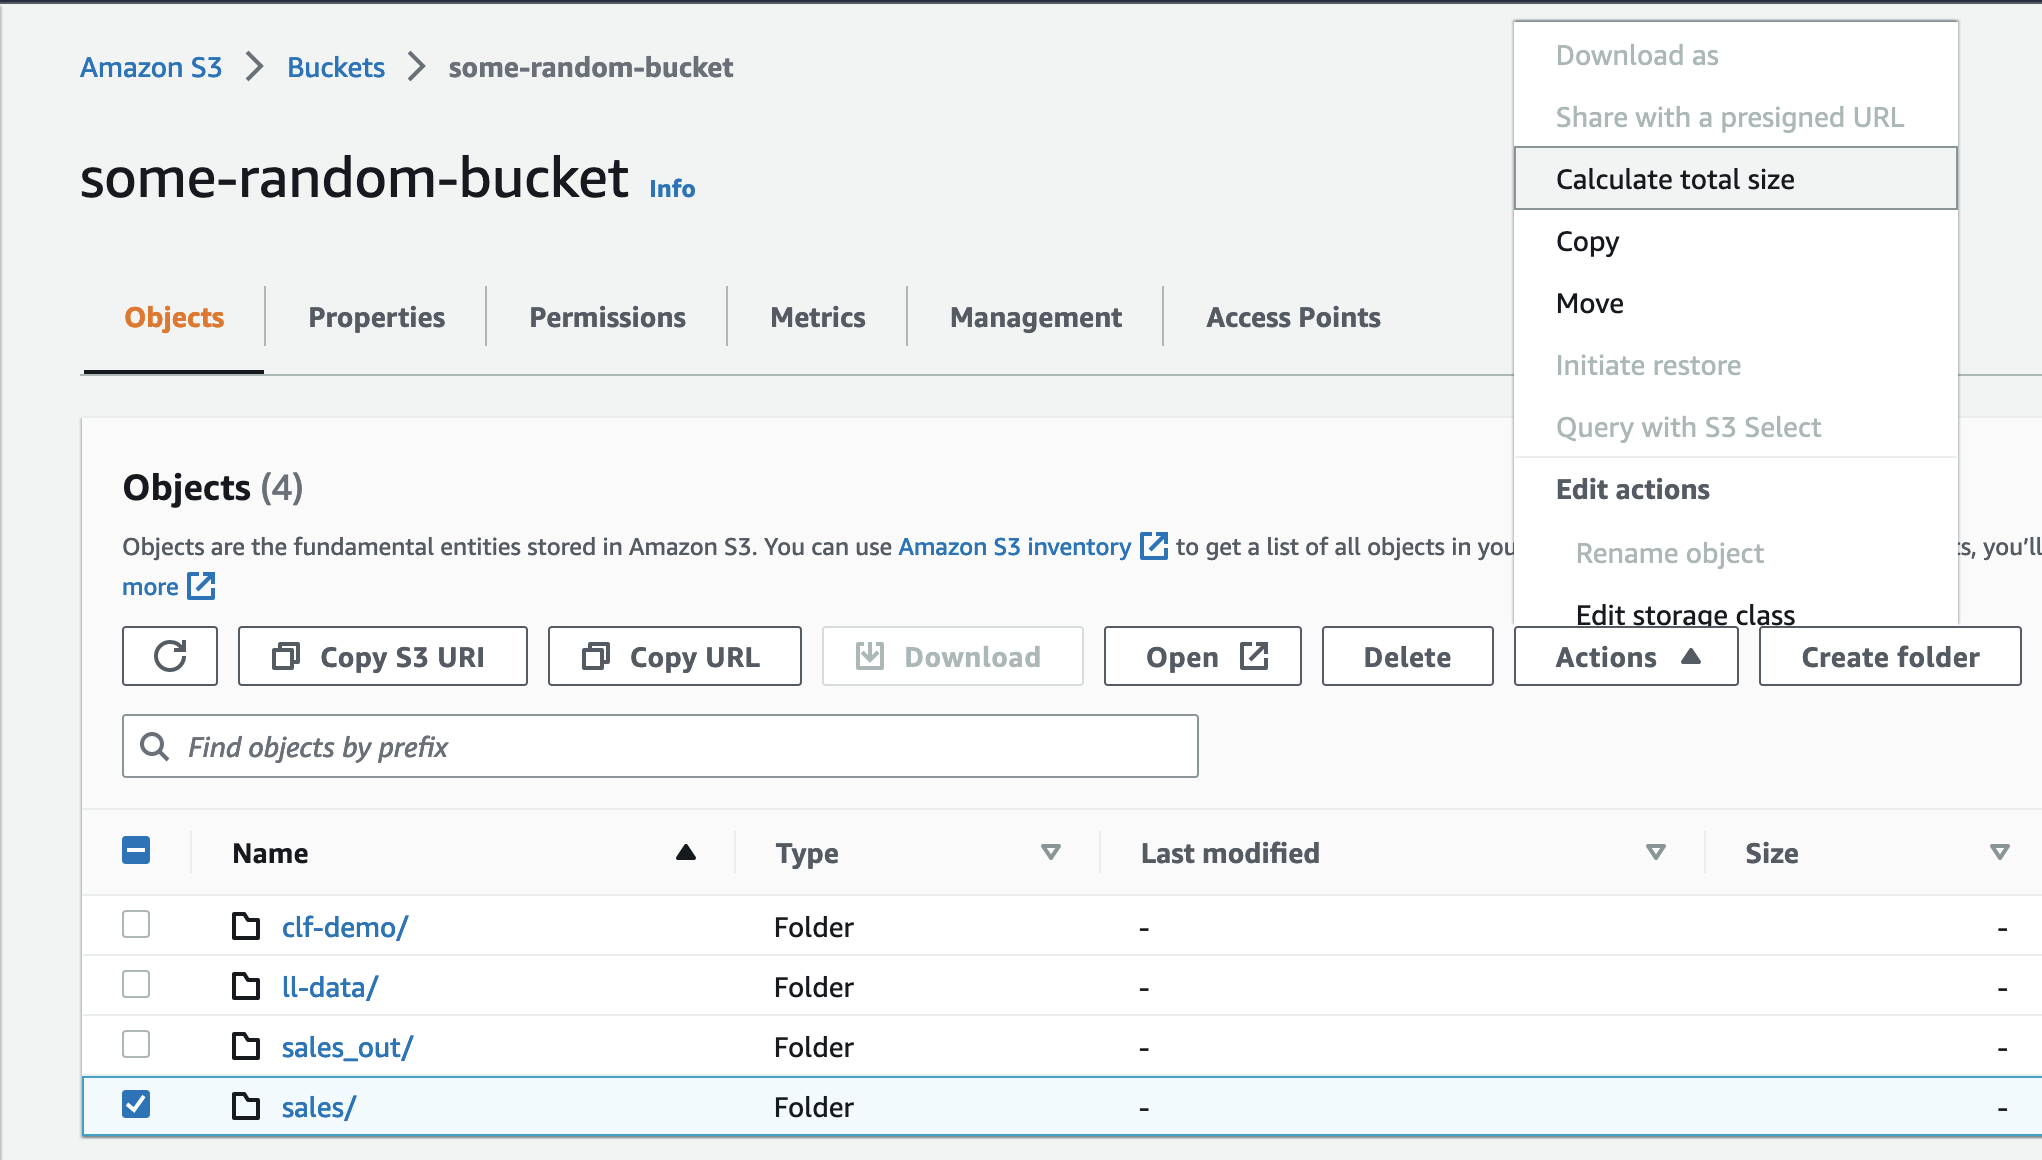 Amazon S3 > Buckets > some-random-bucket
some-random-bucket Info
Objects Properties Permissions Metrics Management Access Points
Download as
Share with a presigned URL
Calculate total size
Copy
Move
Initiate restore
Query with S3 Select
Edit actions
Rename object
Edit storage class
Objects (4)
Objects are the fundamental entities stored in Amazon S3. You can use Amazon S3 inventory to get a list of all objects in you
s, you'll
more
Copy S3 URI Copy URL Download Open Delete Actions Create folder
Find objects by prefix
Name Type Last modified Size
clf-demo/ Folder - -
ll-data/ Folder - -
sales_out/ Folder - -
sales/ Folder - -